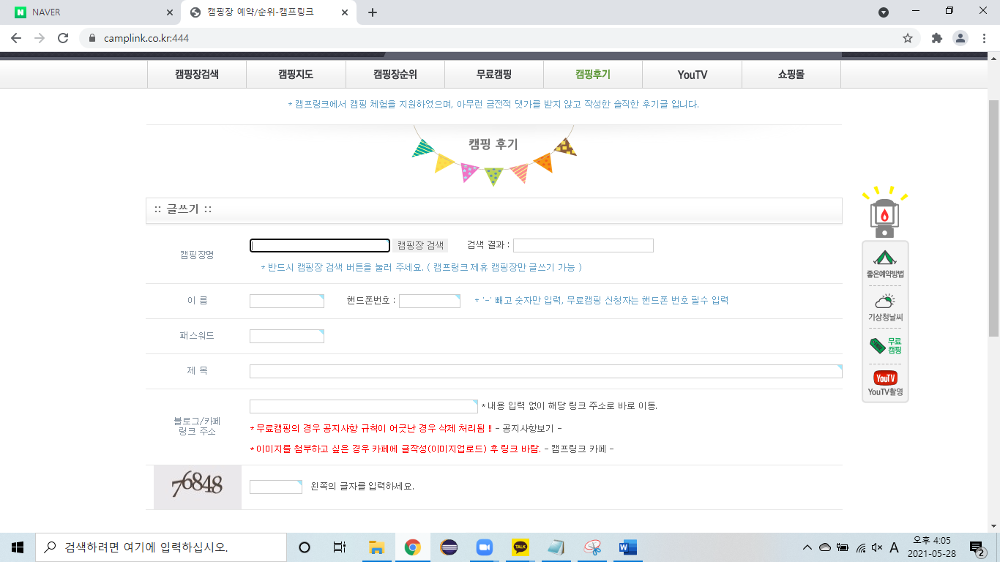 NAVER
캠핑장 예약/순위-캠프링크
camplink.co.kr:444
캠핑장검색 캠핑지도 캠핑장순위 무료캠핑 캠핑후기 YouTV 쇼핑몰
* 캠프링크에서 캠핑 체험을 지원하였으며, 아무런 금전적 댓가를 받지 않고 작성한 솔직한 후기글 입니다.
캠핑 후기
:: 글쓰기 ::
캠핑장명 캠핑장 검색 검색 결과 :
* 반드시 캠핑장 검색 버튼을 눌러 주세요. ( 캠프링크 제휴 캠핑장만 글쓰기 가능 )
이 름 핸드폰번호 : * '-' 빼고 숫자만 입력, 무료캠핑 신청자는 핸드폰 번호 필수 입력
패스워드
제 목
블로그/카페
링크 주소
* 내용 입력 없이 해당 링크 주소로 바로 이동.
* 무료캠핑의 경우 공지사항 규칙이 어긋난 경우 삭제 처리됨 !! - 공지사항보기 -
* 이미지를 첨부하고 싶은 경우 카페에 글작성(이미지업로드) 후 링크 바람. - 캠프링크 카페 -
76848 왼쪽의 글자를 입력하세요.
좋은예약방법
기상청날씨
무료
캠핑
YouTV
YouTV촬영
검색하려면 여기에 입력하십시오.
TALK
W
A
오후 4:05
2021-05-28
2